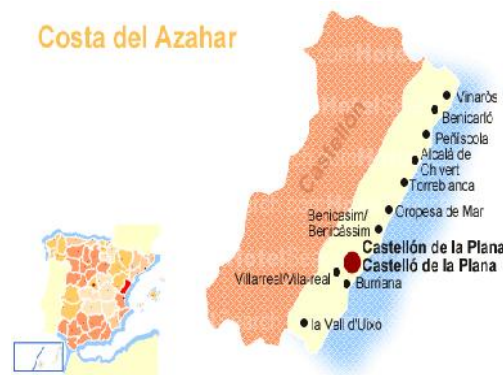 Costa del Azahar
Castellón
Vinaròs
Benicarló
Peñiscola
Alcalà de
Chivert
Torreblanca
Oropesa de Mar
Benicasim/
Benicàssim
Castellón de la Plana
Castelló de la Plana
Villarreal/Vila-real
Burriana
la Vall d'Uixó